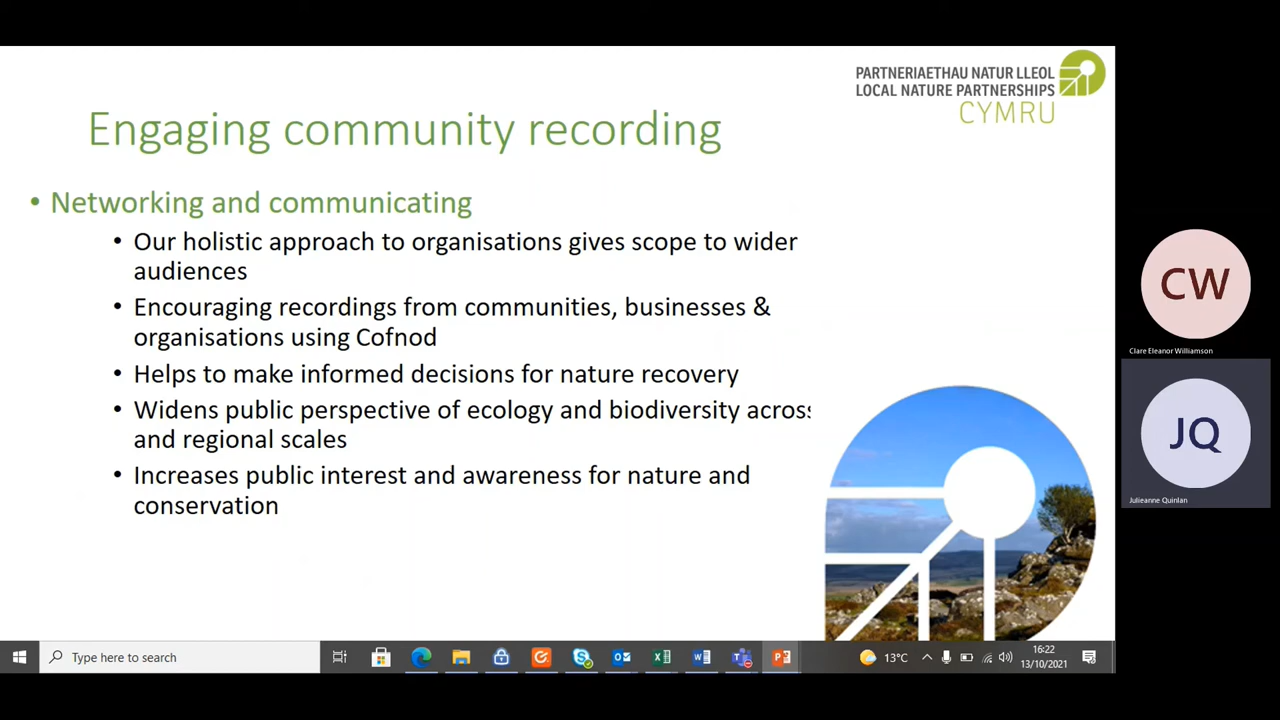 PARTNERIAETHAU NATUR LLEOL
LOCAL NATURE PARTNERSHIPS
CYMRU
Engaging community recording
• Networking and communicating
• Our holistic approach to organisations gives scope to wider
audiences
• Encouraging recordings from communities, businesses &
organisations using Cofnod
• Helps to make informed decisions for nature recovery
• Widens public perspective of ecology and biodiversity across
and regional scales
• Increases public interest and awareness for nature and
conservation
CW
Clare Eleanor Williamson
JQ
Julieanne Quinlan
Type here to search
13°C
16:22
13/10/2021